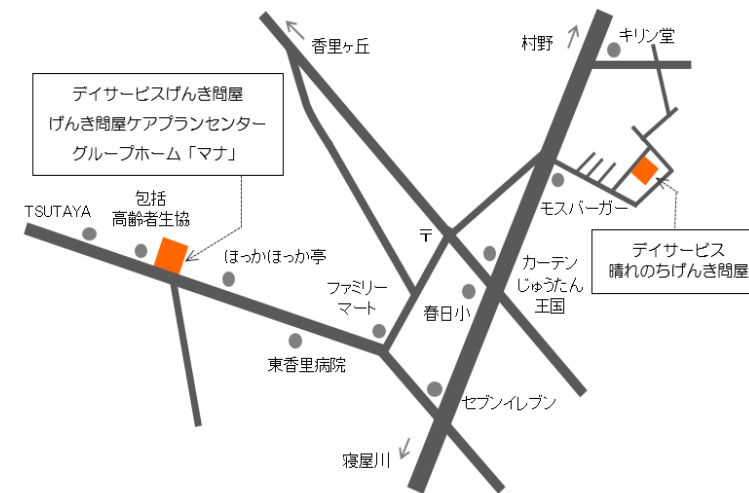 香里ヶ丘
村野
キリン堂
デイサービスげんき問屋
げんき問屋ケアプランセンター
グループホーム「マナ」
TSUTAYA
包括
高齢者生協
ほっかほっか亭
〒
モスバーガー
デイサービス
晴れのちげんき問屋
カーテン
じゅうたん
王国
ファミリー
マート
春日小
東香里病院
セブンイレブン
寝屋川